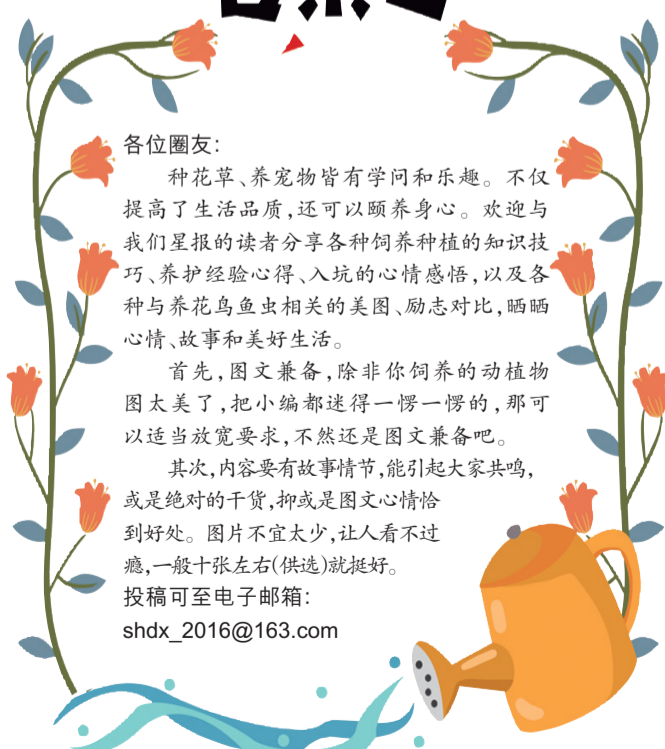 各位圈友:
种花草、养宠物皆有学问和乐趣。不仅
提高了生活品质,还可以颐养身心。欢迎与
我们星报的读者分享各种饲养种植的知识技
巧、养护经验心得、入坑的心情感悟,以及各
种与养花鸟鱼虫相关的美图、励志对比,晒晒
心情、故事和美好生活。
首先,图文兼备,除非你饲养的动植物
图太美了,把小编都迷得一愣一愣的,那可
以适当放宽要求,不然还是图文兼备吧。
其次,内容要有故事情节,能引起大家共鸣,
或是绝对的干货,抑或是图文心情恰
到好处。图片不宜太少,让人看不过
瘾,一般十张左右(供选)就挺好。
投稿可至电子邮箱:
shdx_2016@163.com